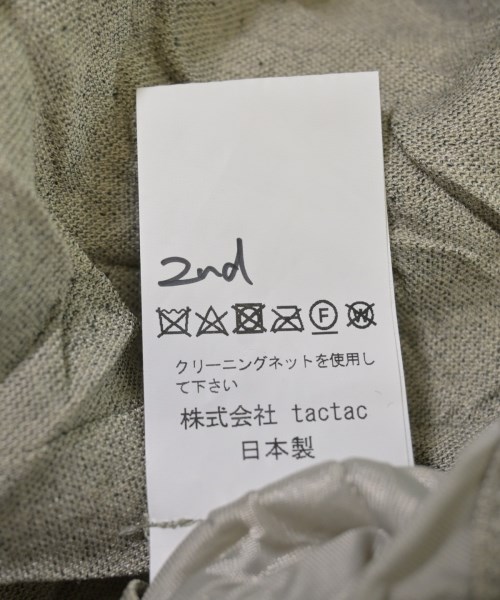 2nd
F W
クリーニングネットを使用し
て下さい
株式会社 tactac
日本製